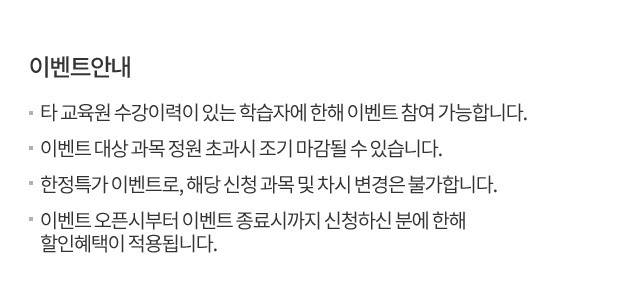 이벤트안내
타 교육원 수강이력이 있는 학습자에 한해 이벤트 참여 가능합니다.
이벤트 대상 과목 정원 초과시 조기 마감될 수 있습니다.
한정특가 이벤트로, 해당 신청 과목 및 차시 변경은 불가합니다.
이벤트 오픈시부터 이벤트 종료시까지 신청하신 분에 한해
할인혜택이 적용됩니다.